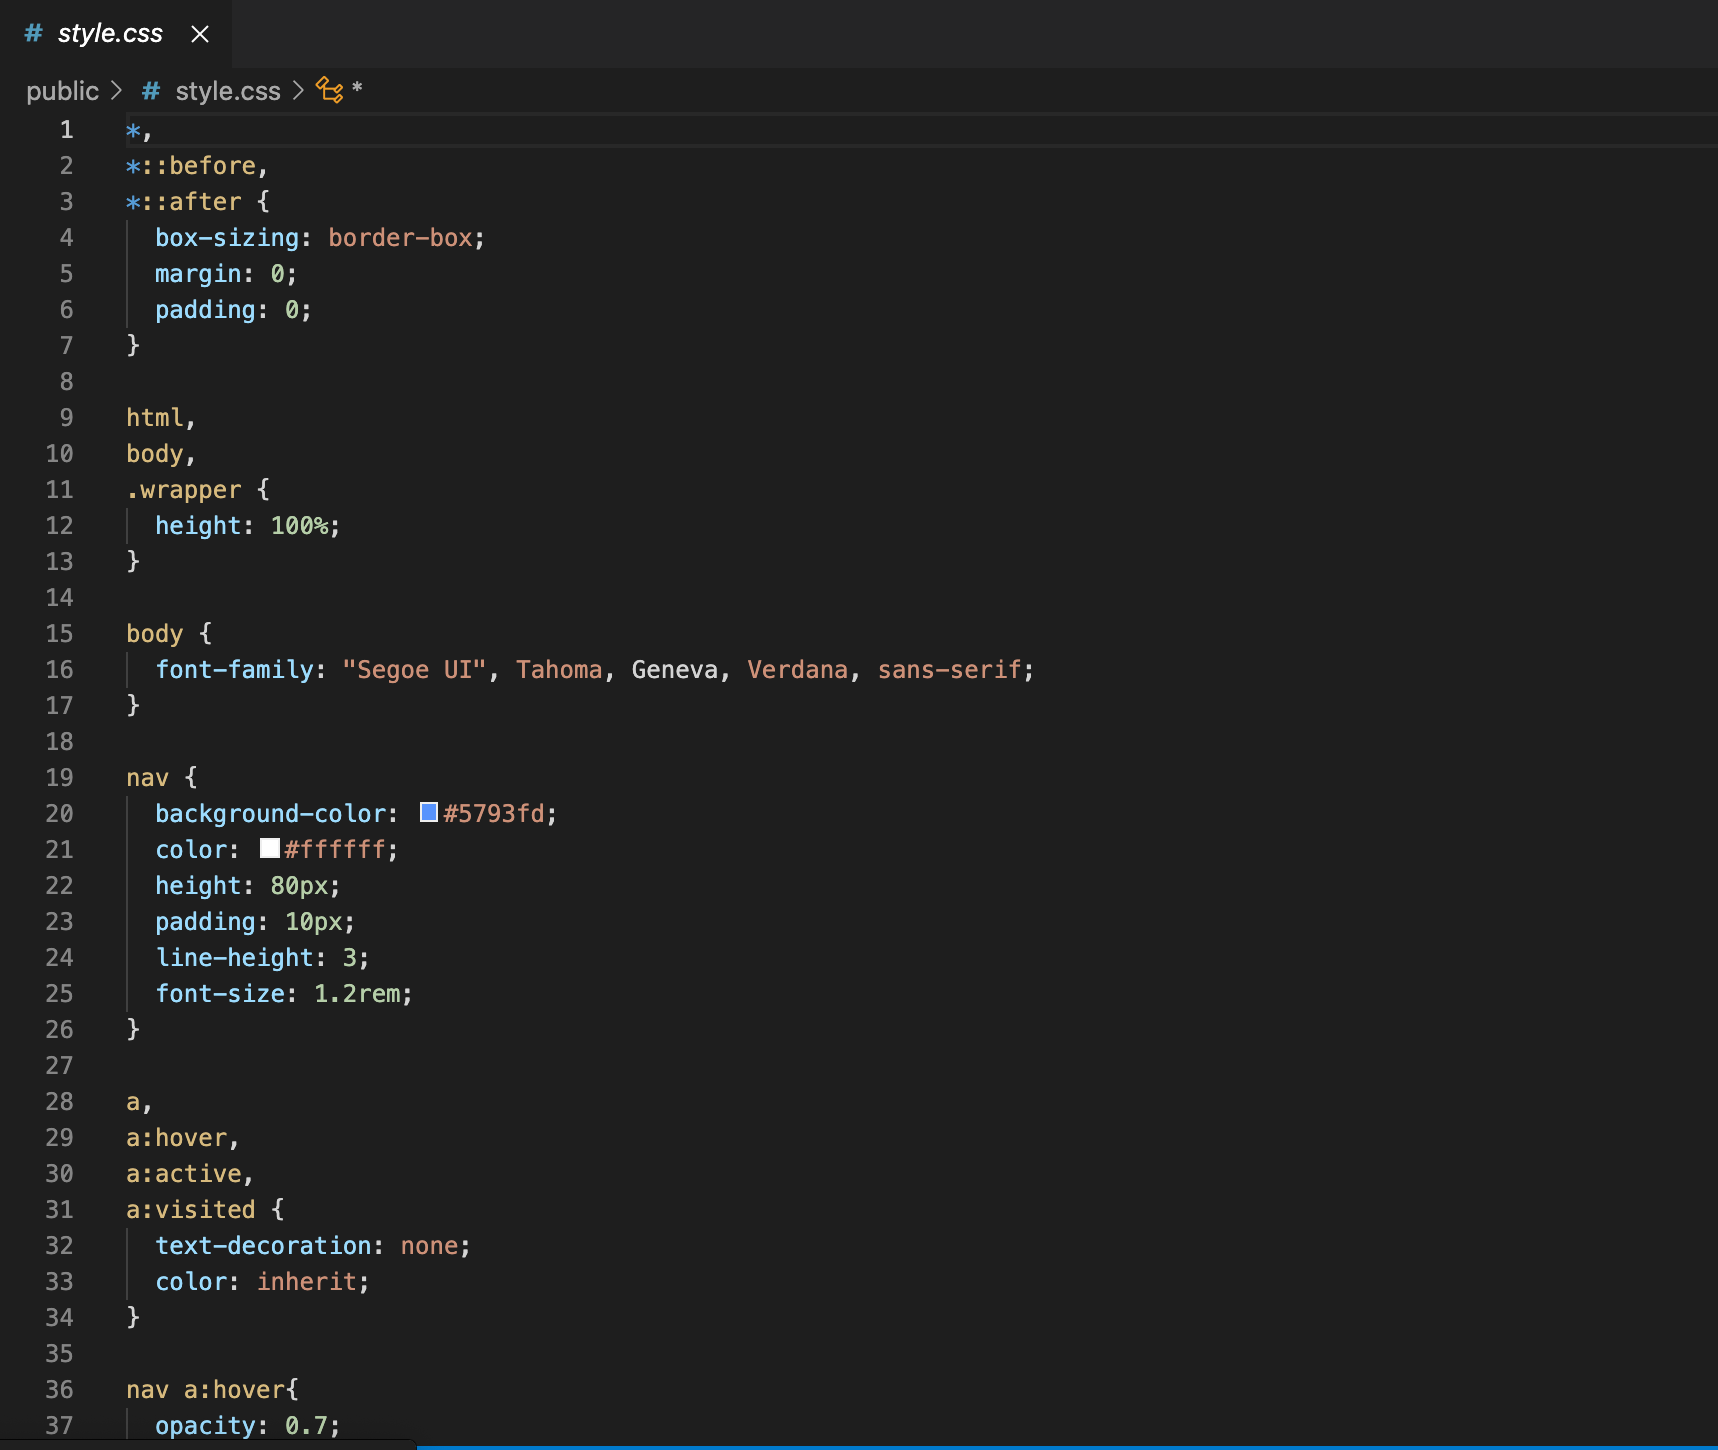 # style.css ×
public > # style.css > *
1 *,
2 *::before,
3 *::after {
4   box-sizing: border-box;
5   margin: 0;
6   padding: 0;
7 }
8
9 html,
10 body,
11 .wrapper {
12   height: 100%;
13 }
14
15 body {
16   font-family: "Segoe UI", Tahoma, Geneva, Verdana, sans-serif;
17 }
18
19 nav {
20   background-color: #5793fd;
21   color: #ffffff;
22   height: 80px;
23   padding: 10px;
24   line-height: 3;
25   font-size: 1.2rem;
26 }
27
28 a,
29 a:hover,
30 a:active,
31 a:visited {
32   text-decoration: none;
33   color: inherit;
34 }
35
36 nav a:hover{
37   opacity: 0.7;